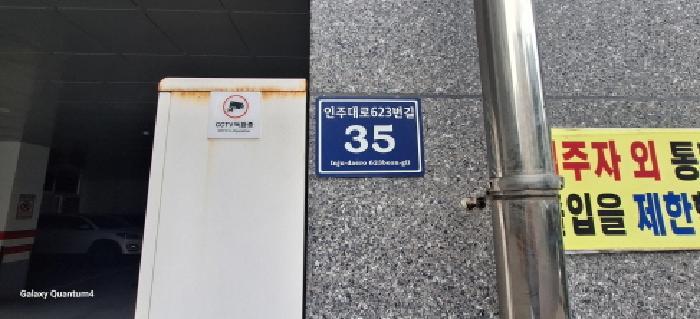 CCTV작동중
인주대로623번길
35
Inju-daero 623beon-gil
주자 외 통
입을 제한
Galaxy Quantum4